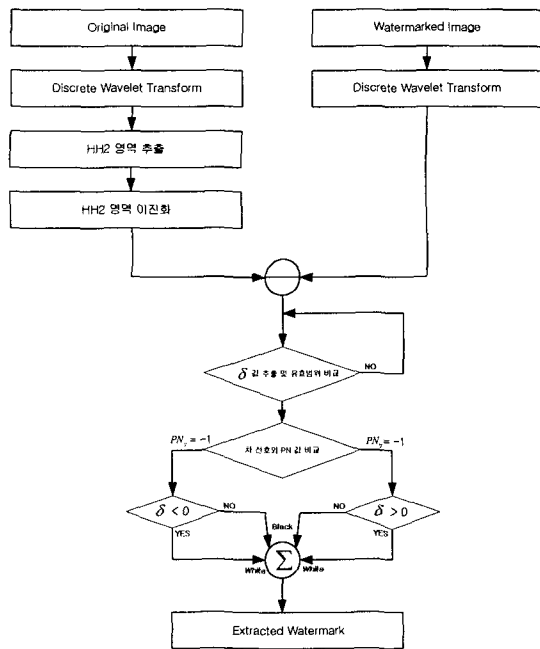 Original Image
Watermarked Image
Discrete Wavelet Transform
Discrete Wavelet Transform
HH2 영역 추출
HH2 영역 이진화
δ 값 추출 및 유효범위 비교
NO
PN₇ = −1
차 신호와 PN 값 비교
PN₇ = −1
δ < 0
NO
NO
δ > 0
Black
YES
YES
Σ
White
White
Extracted Watermark